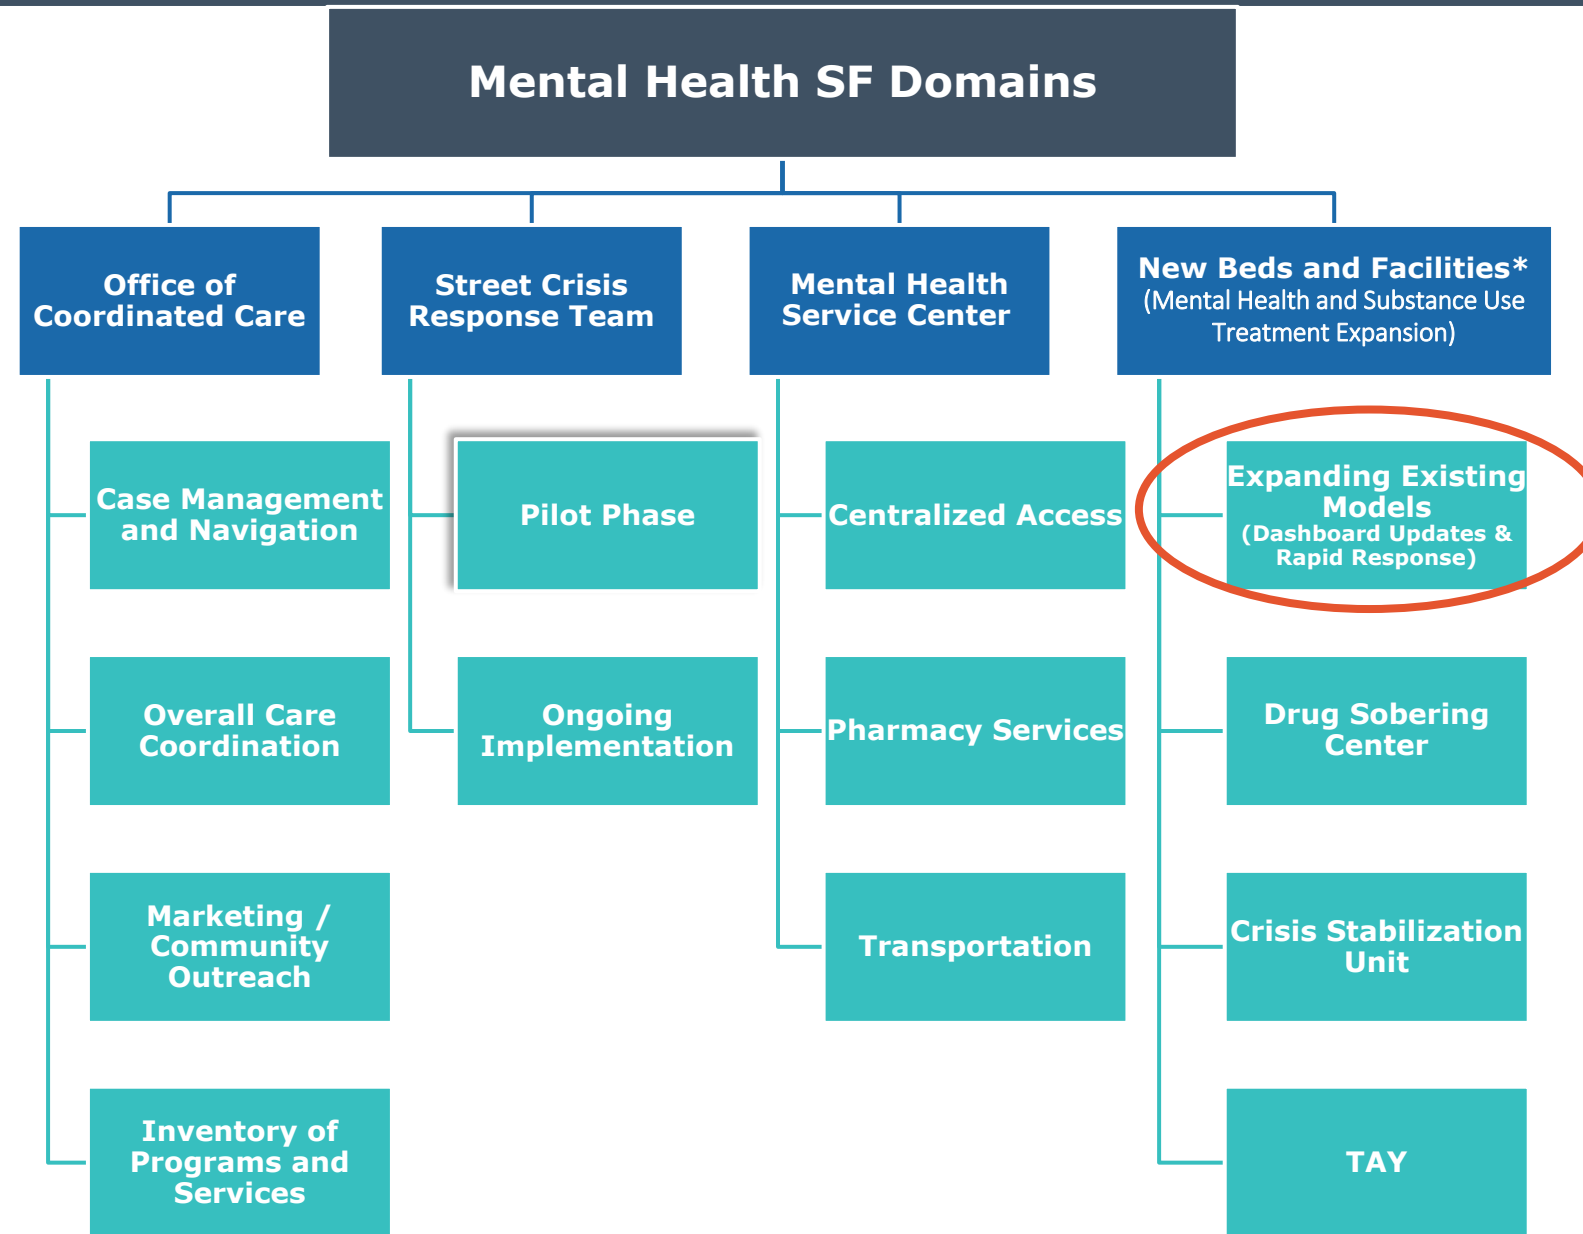 Mental Health SF Domains
Office of
Coordinated Care
Street Crisis
Response Team
Mental Health
Service Center
New Beds and Facilities*
(Mental Health and Substance Use
Treatment Expansion)
Case Management
and Navigation
Overall Care
Coordination
Marketing /
Community
Outreach
Inventory of
Programs and
Services
Pilot Phase
Ongoing
Implementation
Centralized Access
Pharmacy Services
Transportation
Expanding Existing
Models
(Dashboard Updates &
Rapid Response)
Drug Sobering
Center
Crisis Stabilization
Unit
TAY